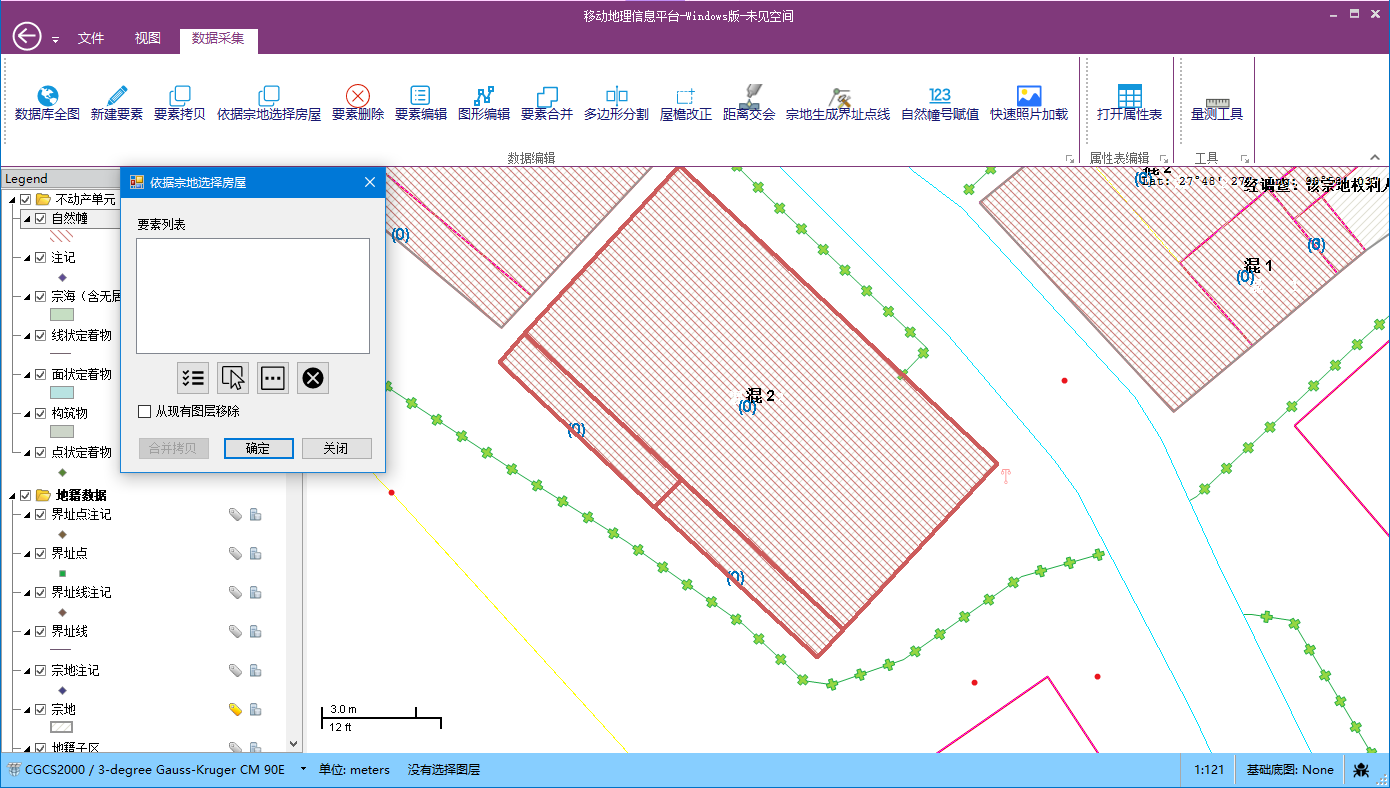 移动地理信息平台-Windows版-未见空间
文件 视图 数据采集
数据库全图 新建要素 要素拷贝 依据宗地选择房屋 要素删除 要素编辑 图形编辑 要素合并 多边形分割 屋檐改正 距离交会 宗地生成界址点线 自然幢号赋值 快速照片加载 打开属性表 量测工具
123
数据编辑 属性表编辑 工具
Legend
不动产单元
自然幢
注记
宗海（含无居
线状定着物
面状定着物
构筑物
点状定着物
地籍数据
界址点注记
界址点
界址线注记
界址线
宗地注记
宗地
地籍子区
依据宗地选择房屋
要素列表
从现有图层移除
合并拷贝 确定 关闭
混 2
(0)
经调查：该宗地权利人
(0)
混 1
(0)
(0)
混 2
(0)
(0)
(0)
3.0 m
12 ft
CGCS2000 / 3-degree Gauss-Kruger CM 90E 单位: meters 没有选择图层 1:121 基础底图: None